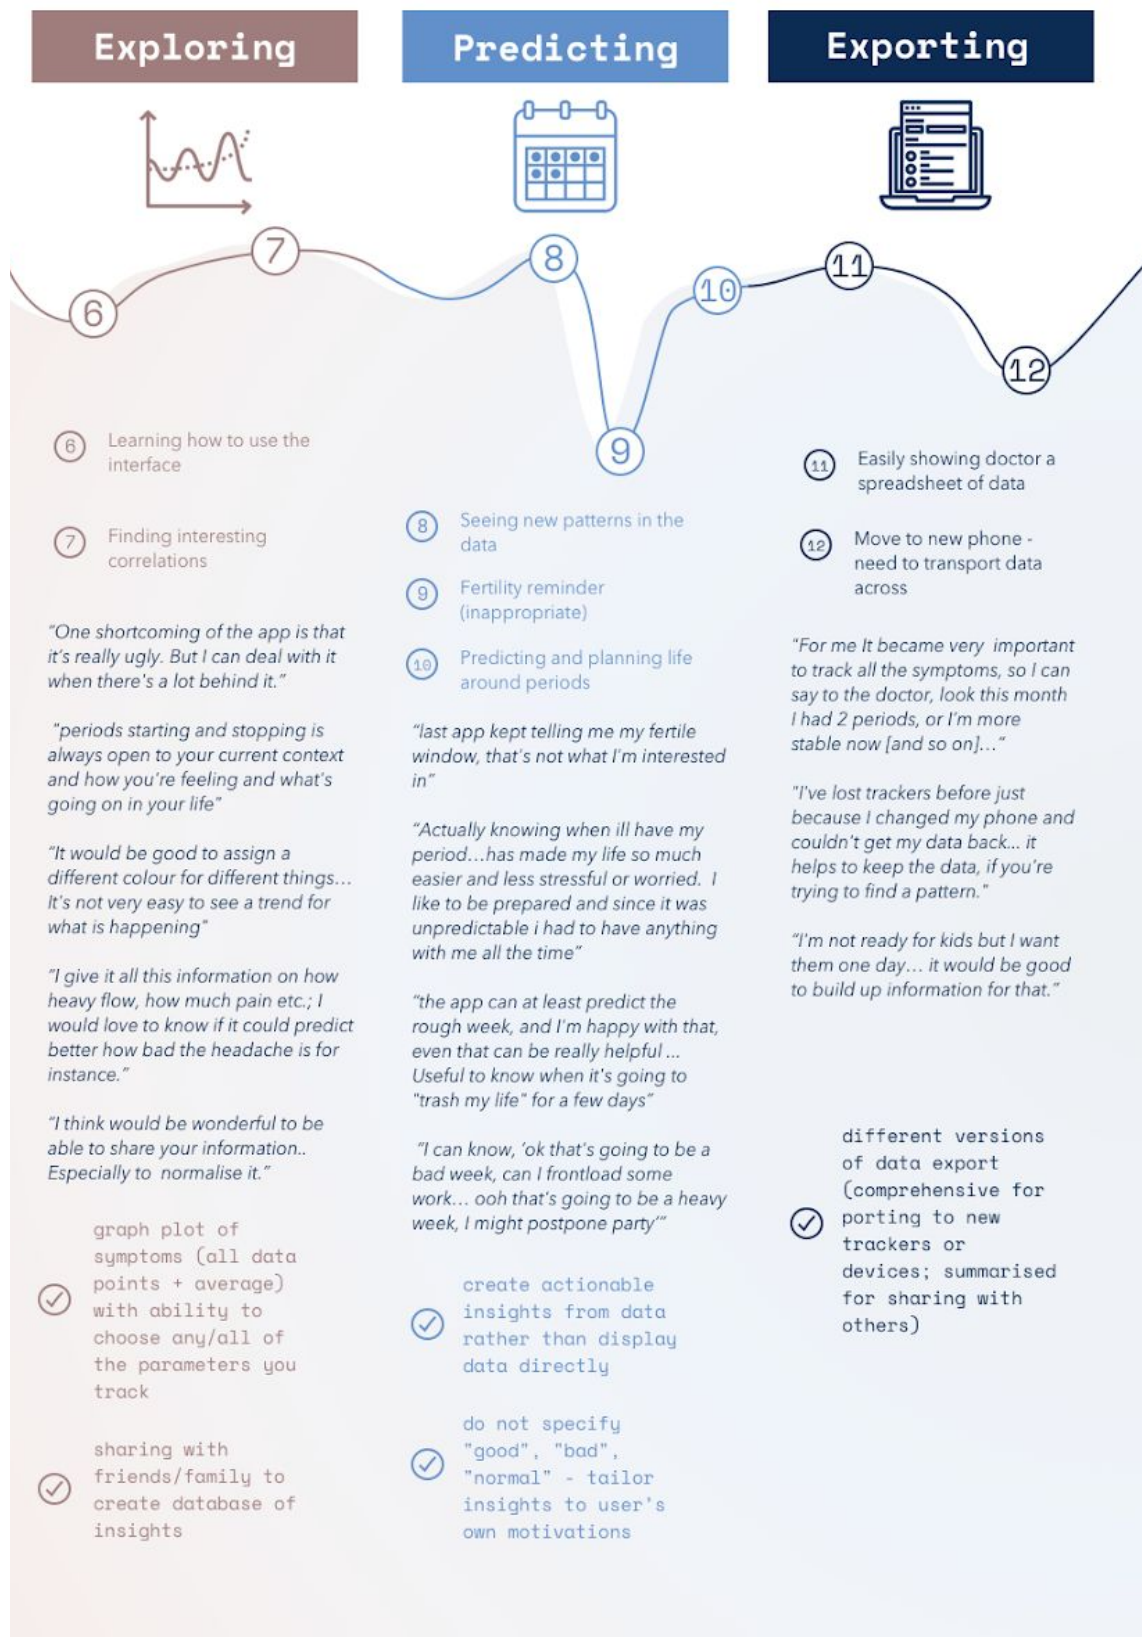 Exploring
Predicting
Exporting
6
7
8
9
10
11
12
6 Learning how to use the
interface
7 Finding interesting
correlations
"One shortcoming of the app is that
it's really ugly. But I can deal with it
when there's a lot behind it."
"periods starting and stopping is
always open to your current context
and how you're feeling and what's
going on in your life"
"It would be good to assign a
different colour for different things...
It's not very easy to see a trend for
what is happening"
"I give it all this information on how
heavy flow, how much pain etc.; I
would love to know if it could predict
better how bad the headache is for
instance."
"I think would be wonderful to be
able to share your information..
Especially to normalise it."
graph plot of
symptoms (all data
points + average)
with ability to
choose any/all of
the parameters you
track
sharing with
friends/family to
create database of
insights
8 Seeing new patterns in the
data
9 Fertility reminder
(inappropriate)
10 Predicting and planning life
around periods
"last app kept telling me my fertile
window, that's not what I'm interested
in"
"Actually knowing when ill have my
period...has made my life so much
easier and less stressful or worried. I
like to be prepared and since it was
unpredictable i had to have anything
with me all the time"
"the app can at least predict the
rough week, and I'm happy with that,
even that can be really helpful ...
Useful to know when it's going to
"trash my life" for a few days"
"I can know, 'ok that's going to be a
bad week, can I frontload some
work... ooh that's going to be a heavy
week, I might postpone party'"
create actionable
insights from data
rather than display
data directly
do not specify
"good", "bad",
"normal" - tailor
insights to user's
own motivations
11 Easily showing doctor a
spreadsheet of data
12 Move to new phone -
need to transport data
across
"For me It became very important
to track all the symptoms, so I can
say to the doctor, look this month
I had 2 periods, or I'm more
stable now [and so on]..."
"I've lost trackers before just
because I changed my phone and
couldn't get my data back... it
helps to keep the data, if you're
trying to find a pattern."
"I'm not ready for kids but I want
them one day... it would be good
to build up information for that."
different versions
of data export
(comprehensive for
porting to new
trackers or
devices; summarised
for sharing with
others)